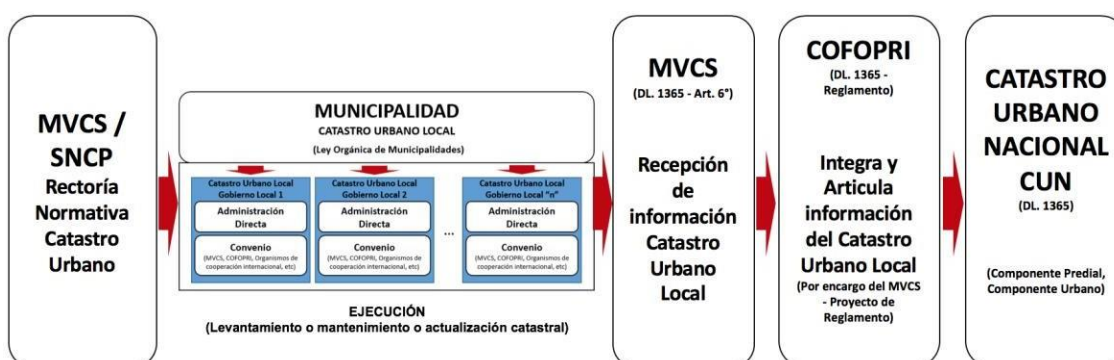 MVCS /
SNCP
Rectoría
Normativa
Catastro
Urbano
MUNICIPALIDAD
CATASTRO URBANO LOCAL
(Ley Orgánica de Municipalidades)
Catastro Urbano Local
Gobierno Local 1
Administración
Directa
Convenio
(MVCS, COFOPRI, Organismos de
cooperación internacional, etc)
Catastro Urbano Local
Gobierno Local 2
Administración
Directa
Convenio
(MVCS, COFOPRI, Organismos de
cooperación internacional, etc)
...
Catastro Urbano Local
Gobierno Local "n"
Administración
Directa
Convenio
(MVCS, COFOPRI, Organismos de
cooperación internacional, etc)
EJECUCIÓN
(Levantamiento o mantenimiento o actualización catastral)
MVCS
(DL. 1365 - Art. 6°)
Recepción
de
información
Catastro
Urbano
Local
COFOPRI
(DL. 1365 -
Reglamento)
Integra y
Articula
información
del Catastro
Urbano Local
(Por encargo del MVCS
- Proyecto de
Reglamento)
CATASTRO
URBANO
NACIONAL
CUN
(DL. 1365)
(Componente Predial,
Componente Urbano)